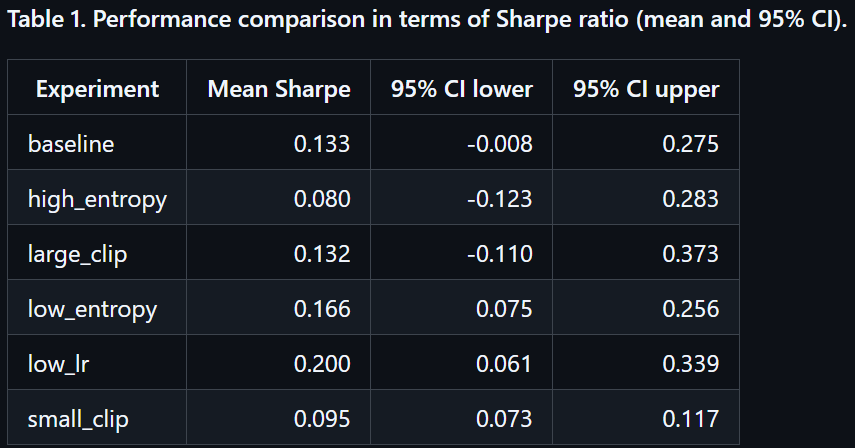 Table 1. Performance comparison in terms of Sharpe ratio (mean and 95% CI).
Experiment Mean Sharpe 95% CI lower 95% CI upper
baseline 0.133 -0.008 0.275
high_entropy 0.080 -0.123 0.283
large_clip 0.132 -0.110 0.373
low_entropy 0.166 0.075 0.256
low_lr 0.200 0.061 0.339
small_clip 0.095 0.073 0.117